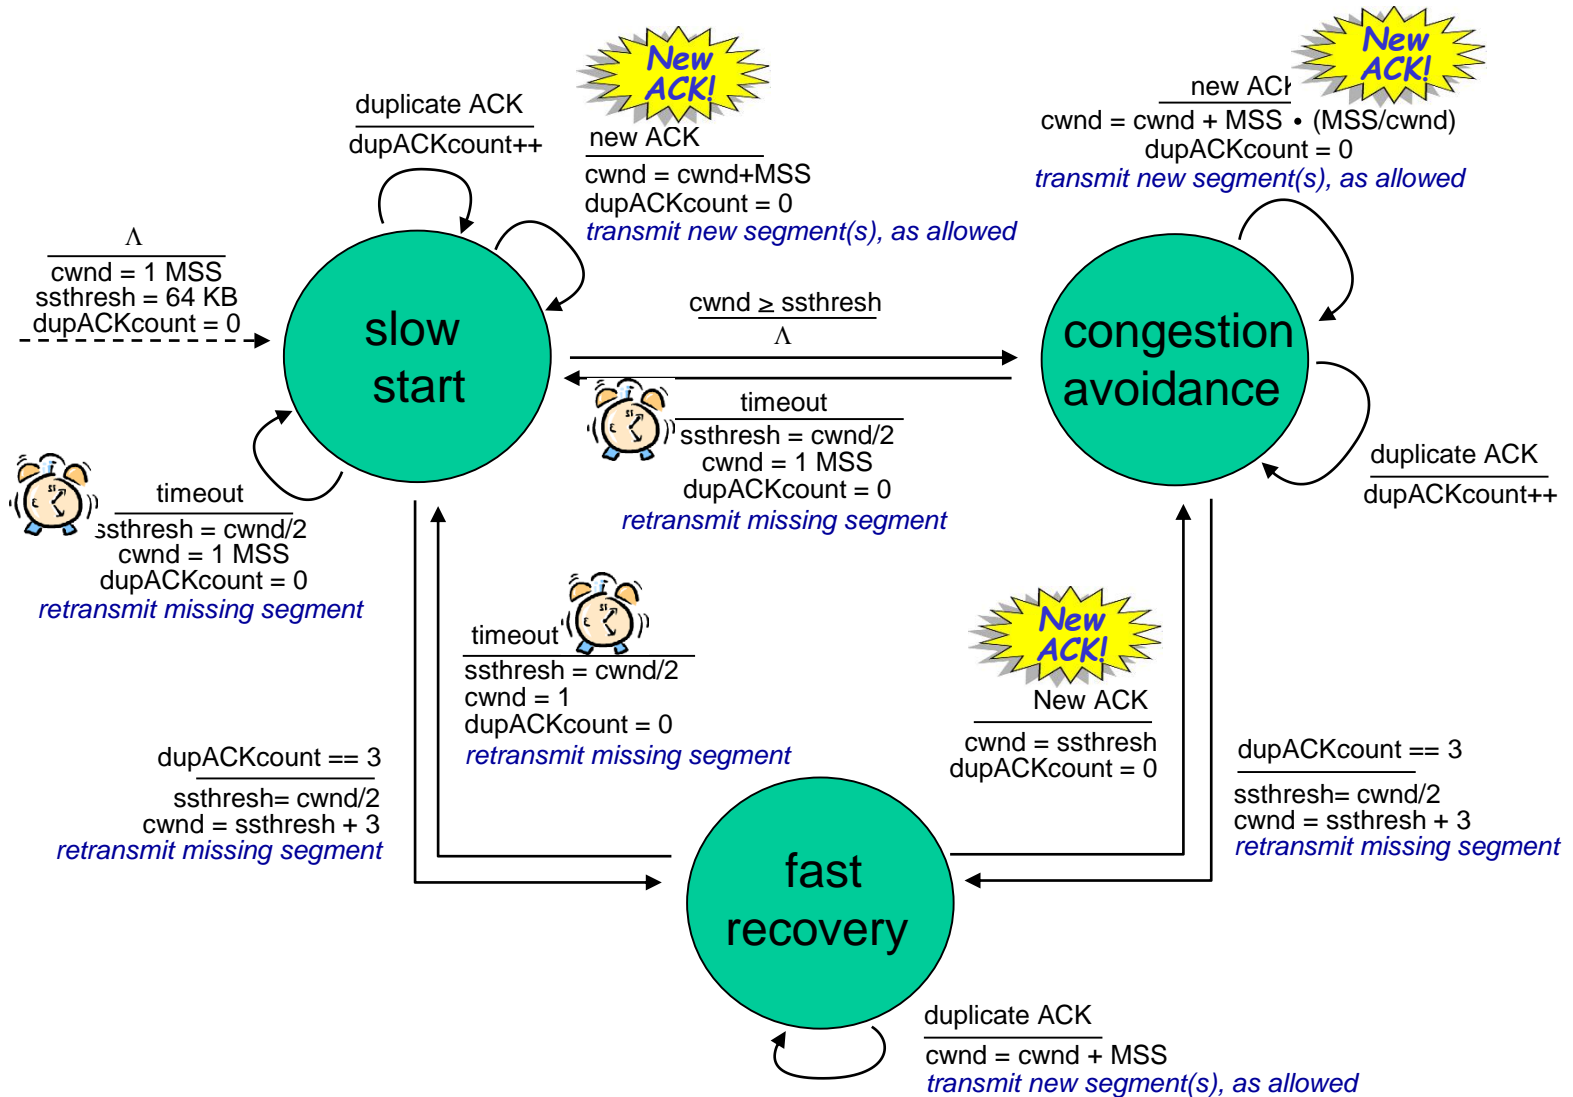 New
ACK!
New
ACK!
duplicate ACK
dupACKcount++
new ACK
cwnd = cwnd+MSS
dupACKcount = 0
transmit new segment(s), as allowed
new ACK
cwnd = cwnd + MSS • (MSS/cwnd)
dupACKcount = 0
transmit new segment(s), as allowed
Λ
cwnd = 1 MSS
ssthresh = 64 KB
dupACKcount = 0
slow
start
cwnd ≥ ssthresh
Λ
congestion
avoidance
timeout
ssthresh = cwnd/2
cwnd = 1 MSS
dupACKcount = 0
retransmit missing segment
timeout
ssthresh = cwnd/2
cwnd = 1 MSS
dupACKcount = 0
retransmit missing segment
duplicate ACK
dupACKcount++
timeout
ssthresh = cwnd/2
cwnd = 1
dupACKcount = 0
retransmit missing segment
New
ACK!
New ACK
cwnd = ssthresh
dupACKcount = 0
dupACKcount == 3
ssthresh= cwnd/2
cwnd = ssthresh + 3
retransmit missing segment
dupACKcount == 3
ssthresh= cwnd/2
cwnd = ssthresh + 3
retransmit missing segment
fast
recovery
duplicate ACK
cwnd = cwnd + MSS
transmit new segment(s), as allowed